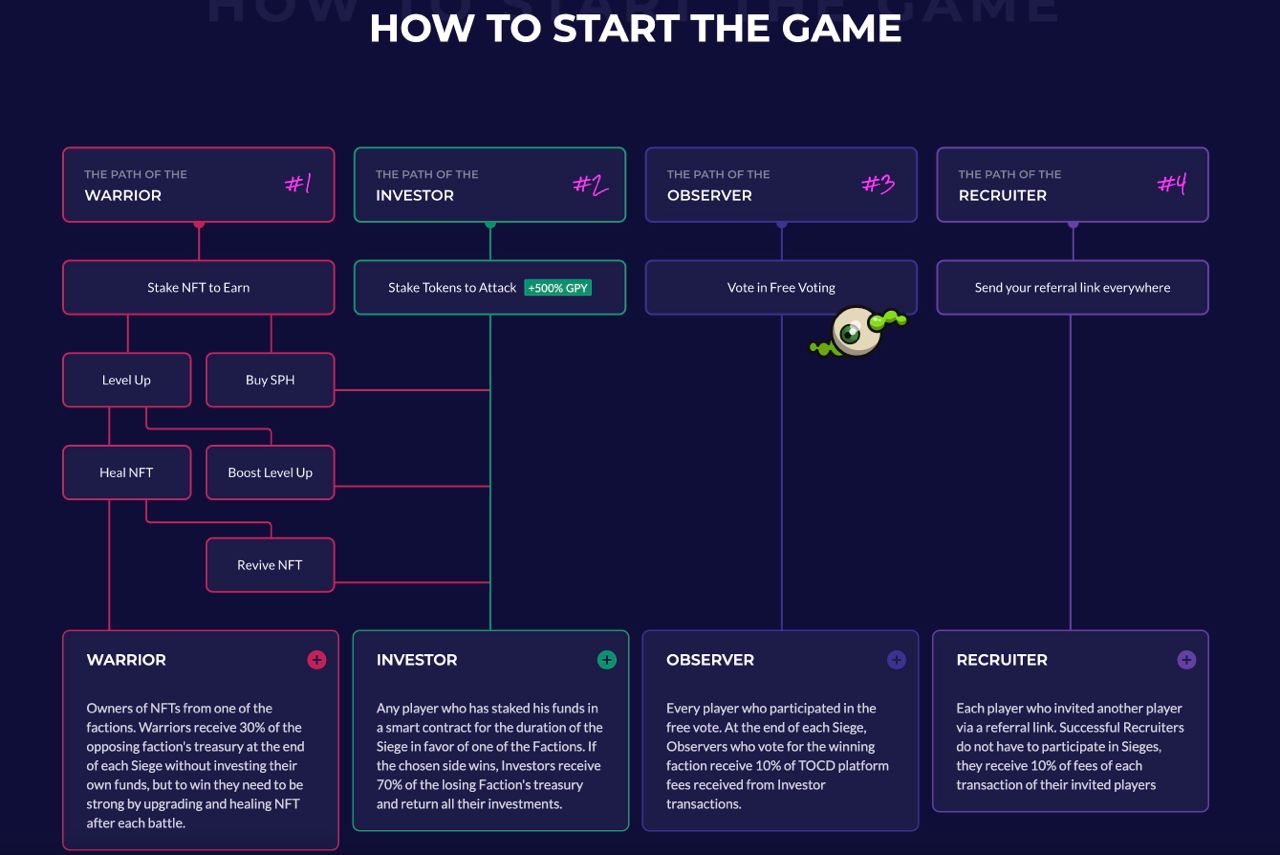 HOW TO START THE GAME
HOW TO START THE GAME
THE PATH OF THE
WARRIOR
#1
THE PATH OF THE
INVESTOR
#2
THE PATH OF THE
OBSERVER
#3
THE PATH OF THE
RECRUITER
#4
Stake NFT to Earn
Stake Tokens to Attack +500% GPY
Vote in Free Voting
Send your referral link everywhere
Level Up
Buy SPH
Heal NFT
Boost Level Up
Revive NFT
WARRIOR
Owners of NFTs from one of the
factions. Warriors receive 30% of the
opposing faction's treasury at the end
of each Siege without investing their
own funds, but to win they need to be
strong by upgrading and healing NFT
after each battle.
INVESTOR
Any player who has staked his funds in
a smart contract for the duration of the
Siege in favor of one of the Factions. If
the chosen side wins, Investors receive
70% of the losing Faction's treasury
and return all their investments.
OBSERVER
Every player who participated in the
free vote. At the end of each Siege,
Observers who vote for the winning
faction receive 10% of TOCD platform
fees received from Investor
transactions.
RECRUITER
Each player who invited another player
via a referral link. Successful Recruiters
do not have to participate in Sieges,
they receive 10% of fees of each
transaction of their invited players